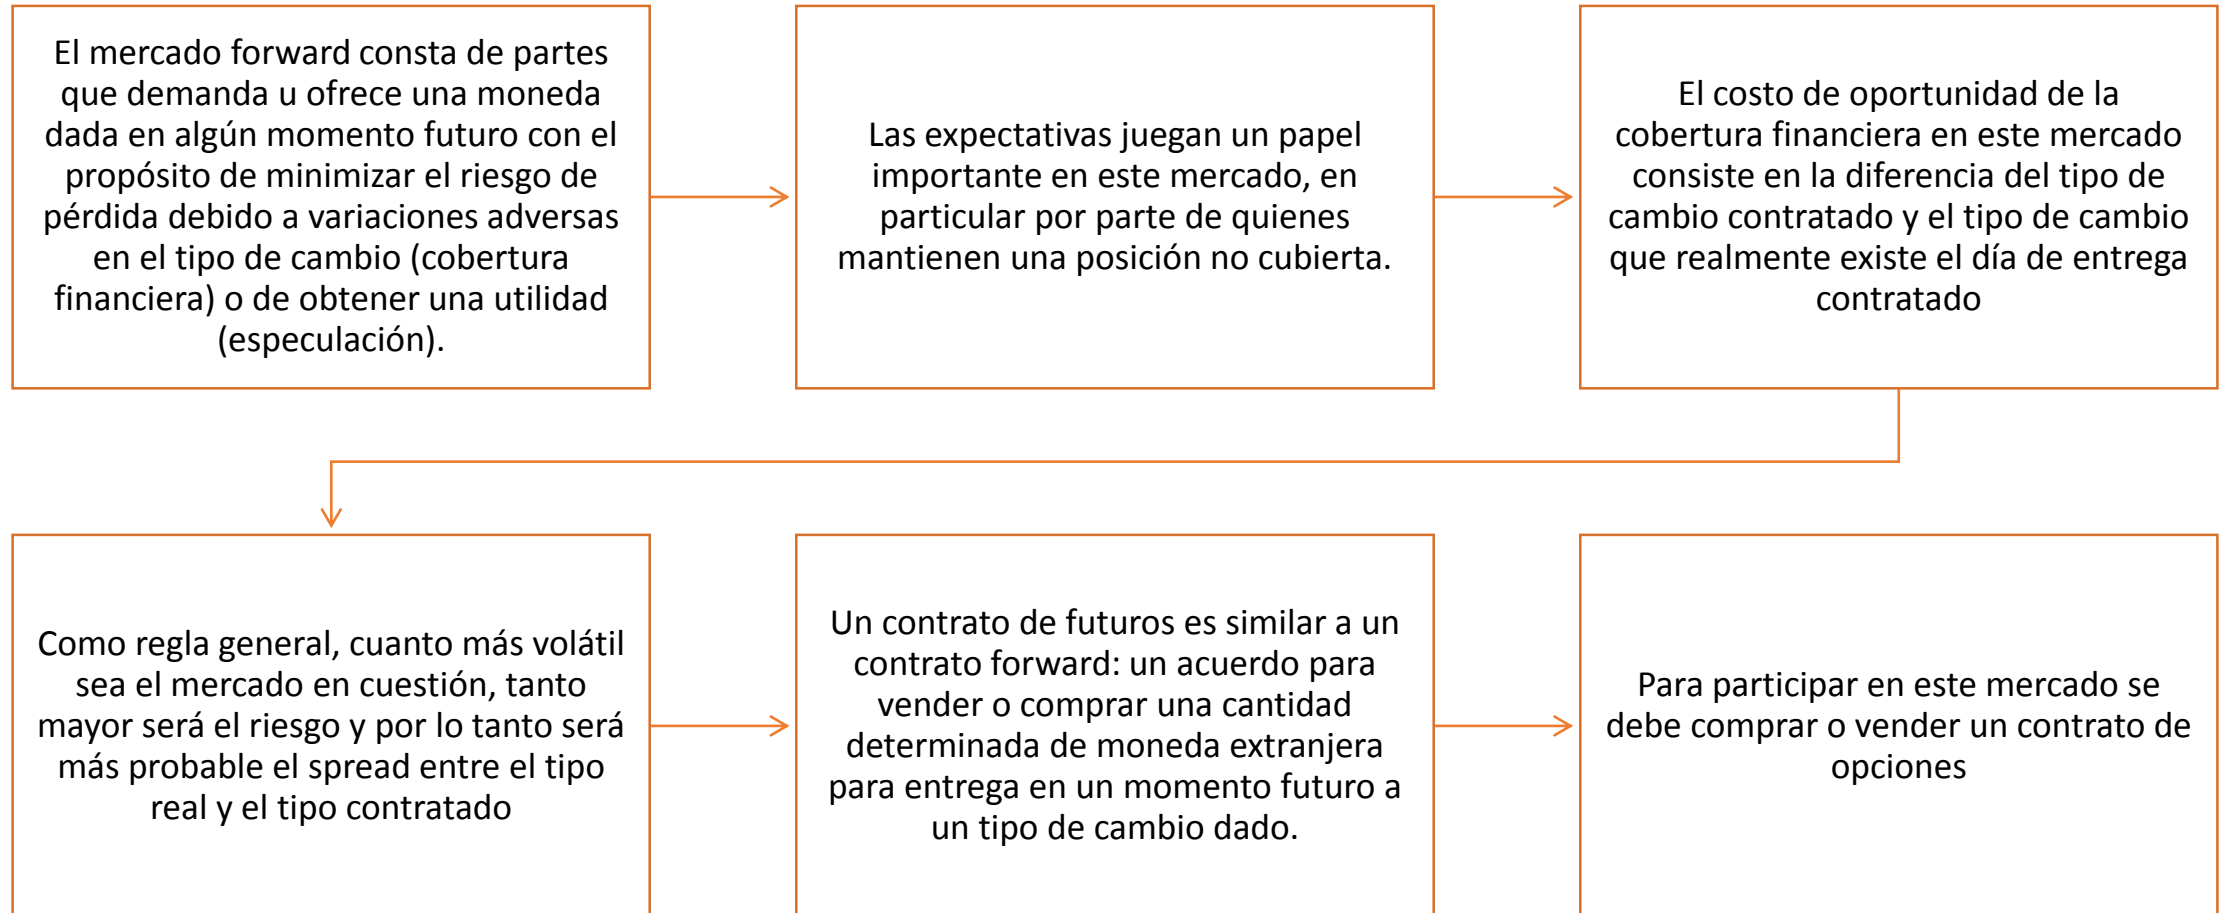 El mercado forward consta de partes
que demanda u ofrece una moneda
dada en algún momento futuro con el
propósito de minimizar el riesgo de
pérdida debido a variaciones adversas
en el tipo de cambio (cobertura
financiera) o de obtener una utilidad
(especulación).
Las expectativas juegan un papel
importante en este mercado, en
particular por parte de quienes
mantienen una posición no cubierta.
El costo de oportunidad de la
cobertura financiera en este mercado
consiste en la diferencia del tipo de
cambio contratado y el tipo de cambio
que realmente existe el día de entrega
contratado
Como regla general, cuanto más volátil
sea el mercado en cuestión, tanto
mayor será el riesgo y por lo tanto será
más probable el spread entre el tipo
real y el tipo contratado
Un contrato de futuros es similar a un
contrato forward: un acuerdo para
vender o comprar una cantidad
determinada de moneda extranjera
para entrega en un momento futuro a
un tipo de cambio dado.
Para participar en este mercado se
debe comprar o vender un contrato de
opciones